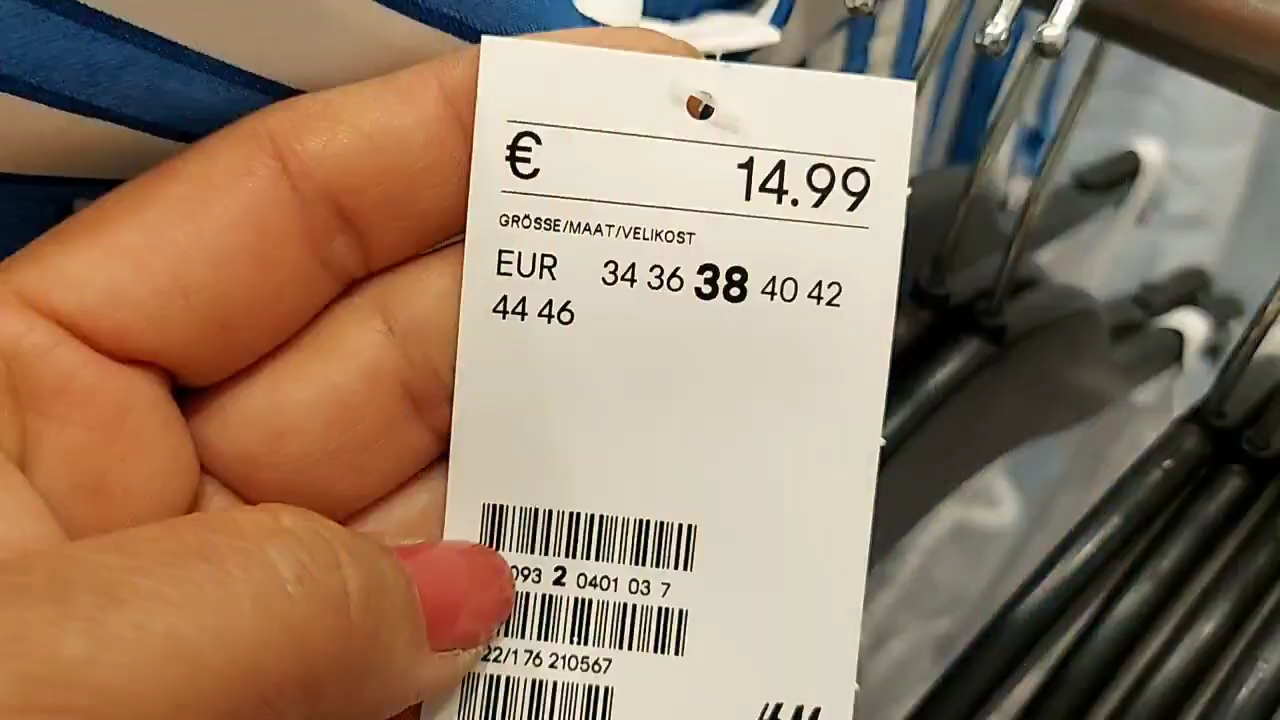 € 14.99
GRÖSSE/MAAT/VELIKOST
EUR 34 36 38 40 42
44 46
093 2 0401 03 7
22/176 210567